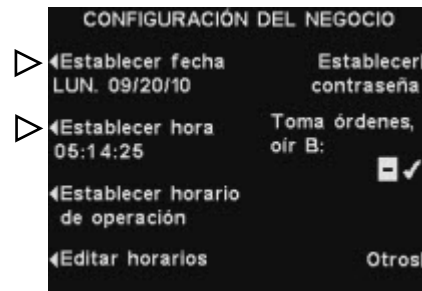 CONFIGURACIÓN DEL NEGOCIO
Establecer fecha
LUN. 09/20/10
Establecer hora
05:14:25
Establecer horario
de operación
Editar horarios
Establecer
contraseña
Toma órdenes,
oír B:
Otros